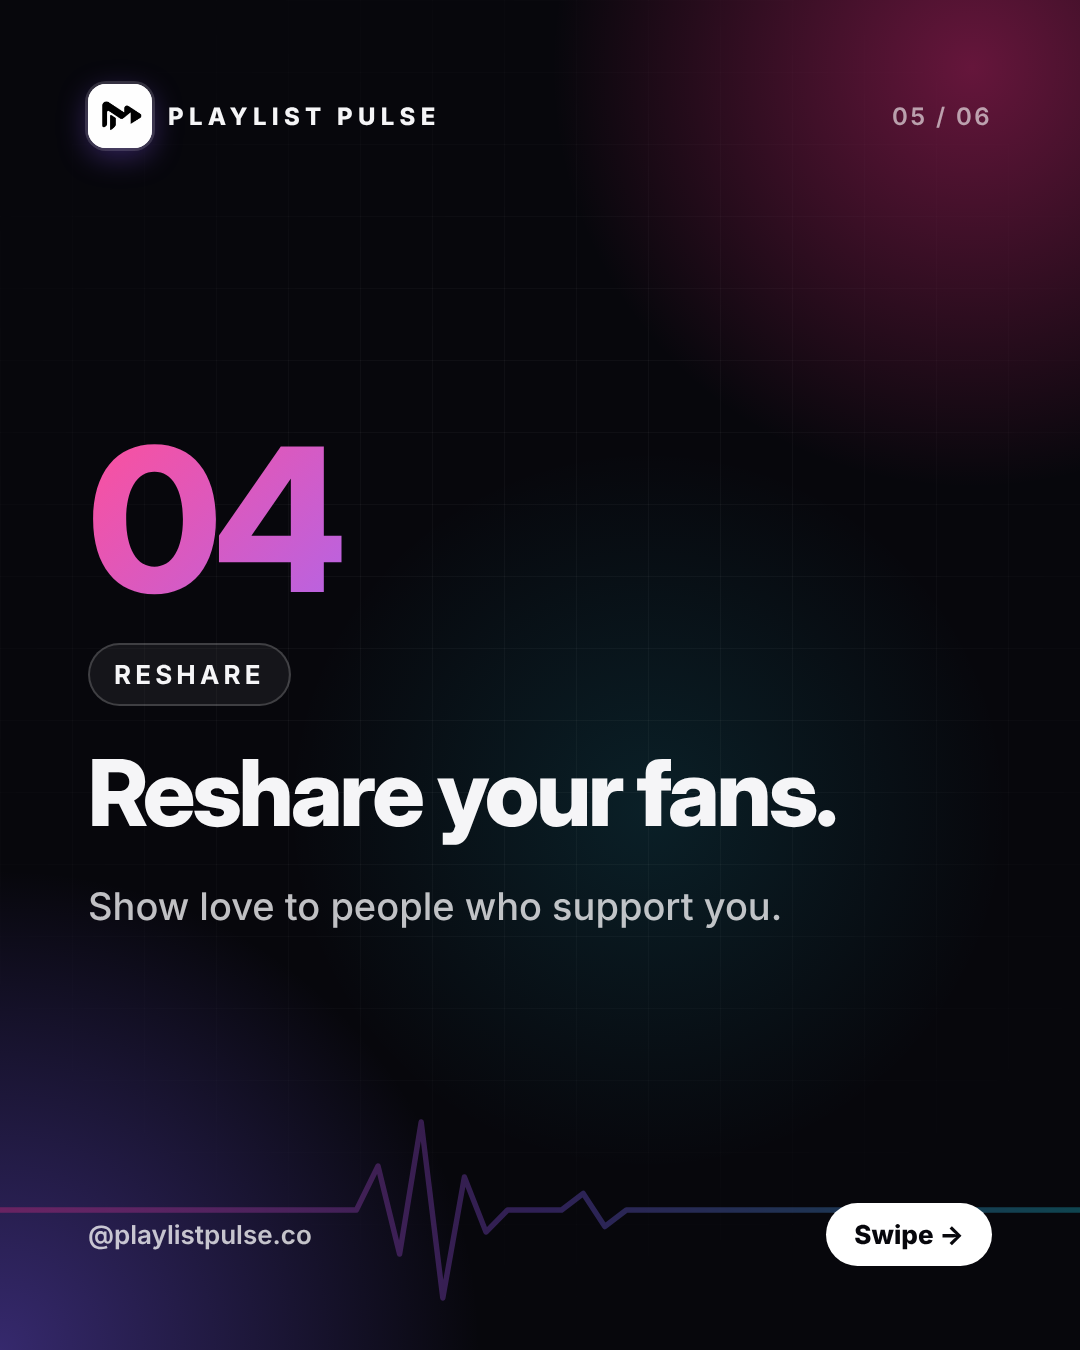 PLAYLIST PULSE
05 / 06
04
RESHARE
Reshare your fans.
Show love to people who support you.
@playlistpulse.co
Swipe →